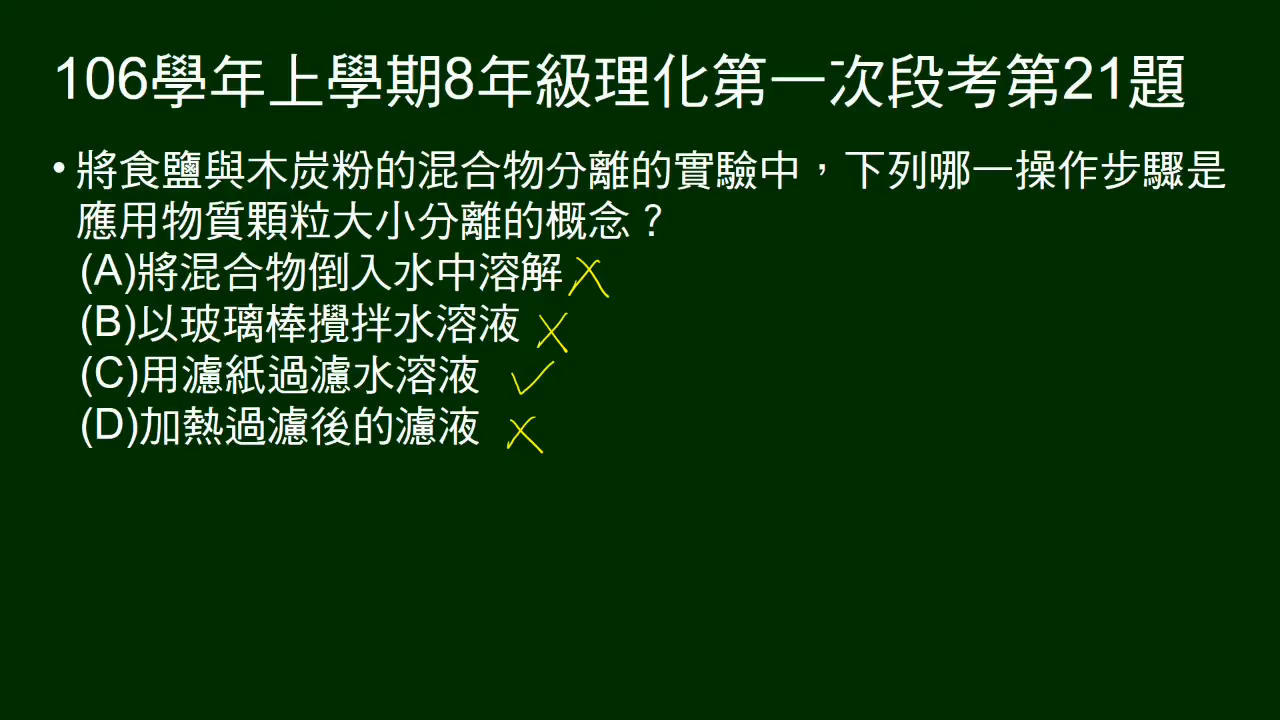 106學年上學期8年級理化第一次段考第21題
•將食鹽與木炭粉的混合物分離的實驗中，下列哪一操作步驟是
應用物質顆粒大小分離的概念？
(A)將混合物倒入水中溶解 ✗
(B)以玻璃棒攪拌水溶液 ✗
(C)用濾紙過濾水溶液 ✓
(D)加熱過濾後的濾液 ✗